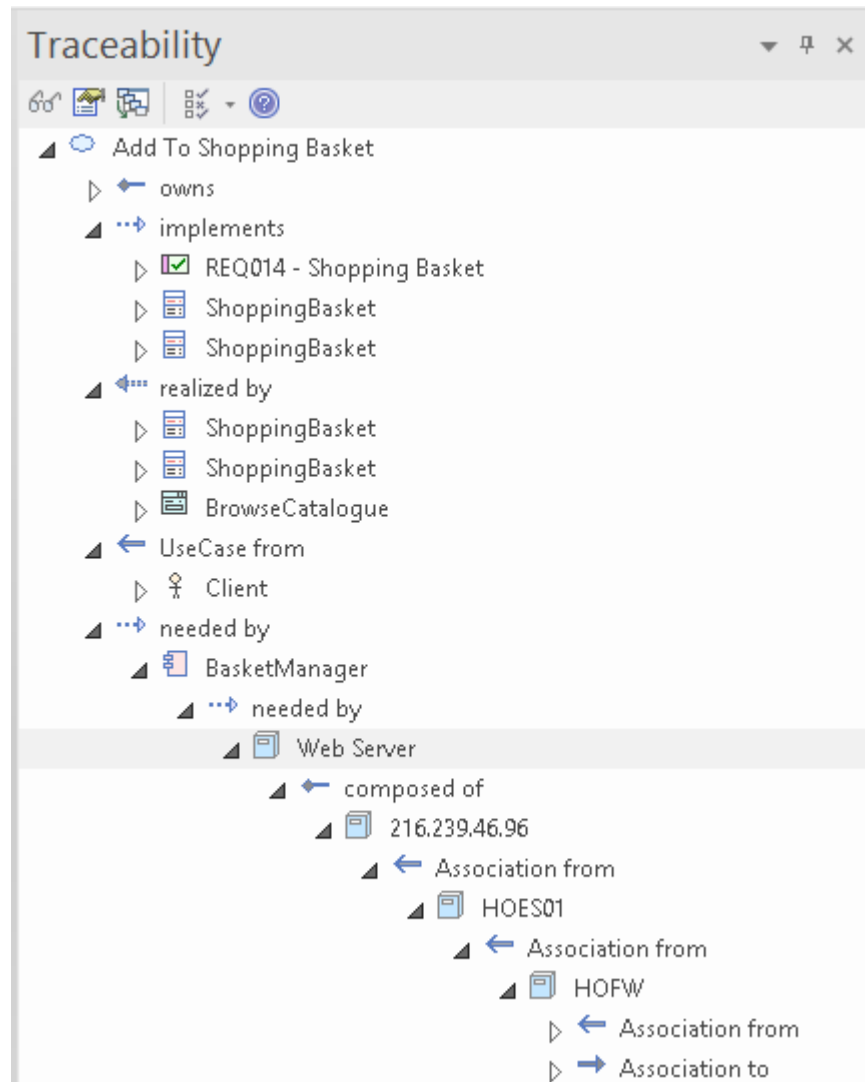 Traceability
Add To Shopping Basket
owns
implements
REQ014 - Shopping Basket
ShoppingBasket
ShoppingBasket
realized by
ShoppingBasket
ShoppingBasket
BrowseCatalogue
UseCase from
Client
needed by
BasketManager
needed by
Web Server
composed of
216.239.46.96
Association from
HOES01
Association from
HOFW
Association from
Association to